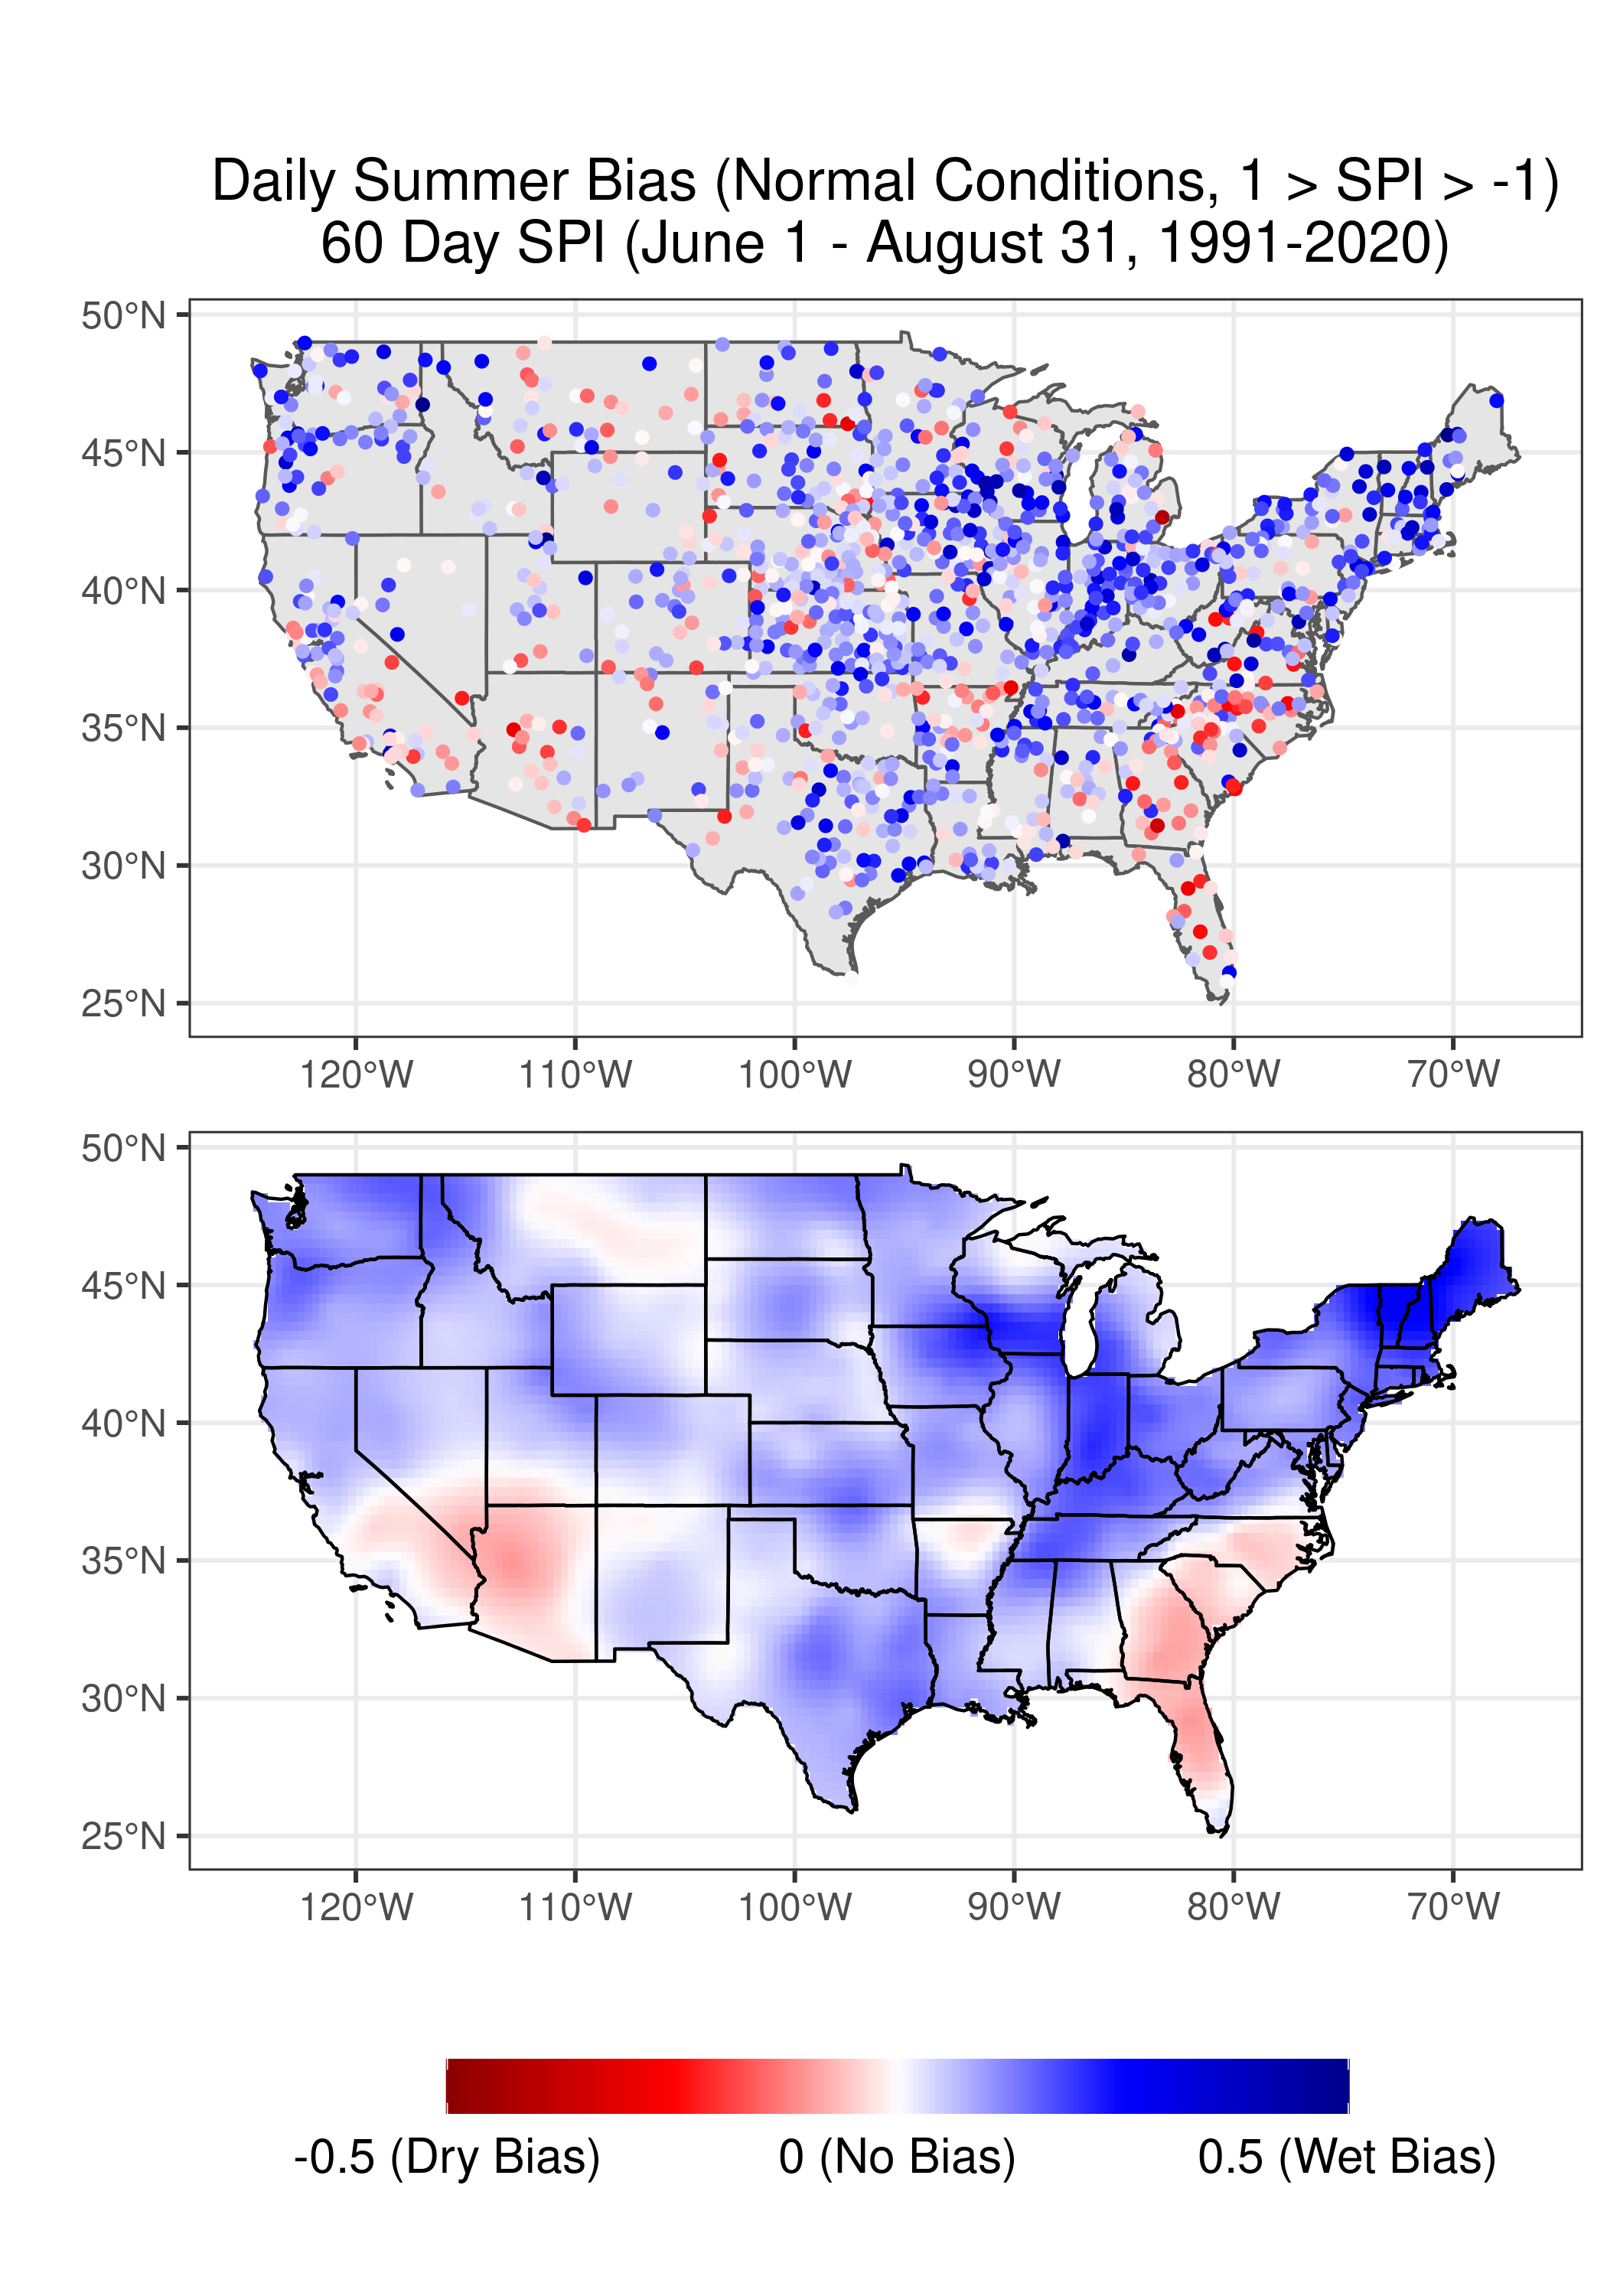 Daily Summer Bias (Normal Conditions, 1 > SPI > -1)
60 Day SPI (June 1 - August 31, 1991-2020)
50°N
45°N
40°N
35°N
30°N
25°N
120°W 110°W 100°W 90°W 80°W 70°W
50°N
45°N
40°N
35°N
30°N
25°N
120°W 110°W 100°W 90°W 80°W 70°W
-0.5 (Dry Bias) 0 (No Bias) 0.5 (Wet Bias)